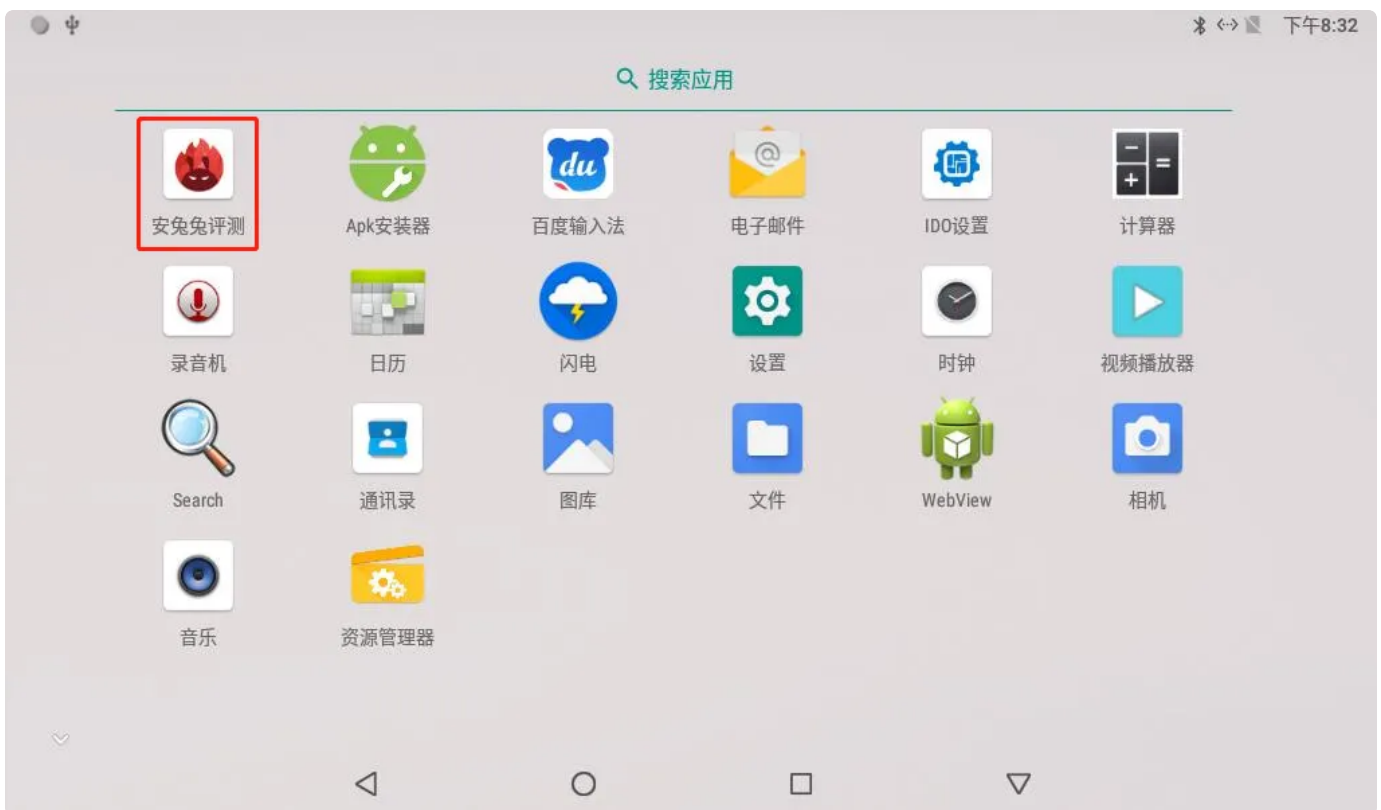 下午8:32
搜索应用
安兔兔评测
Apk安装器
百度输入法
电子邮件
IDO设置
计算器
录音机
日历
闪电
设置
时钟
视频播放器
Search
通讯录
图库
文件
WebView
相机
音乐
资源管理器
du
@